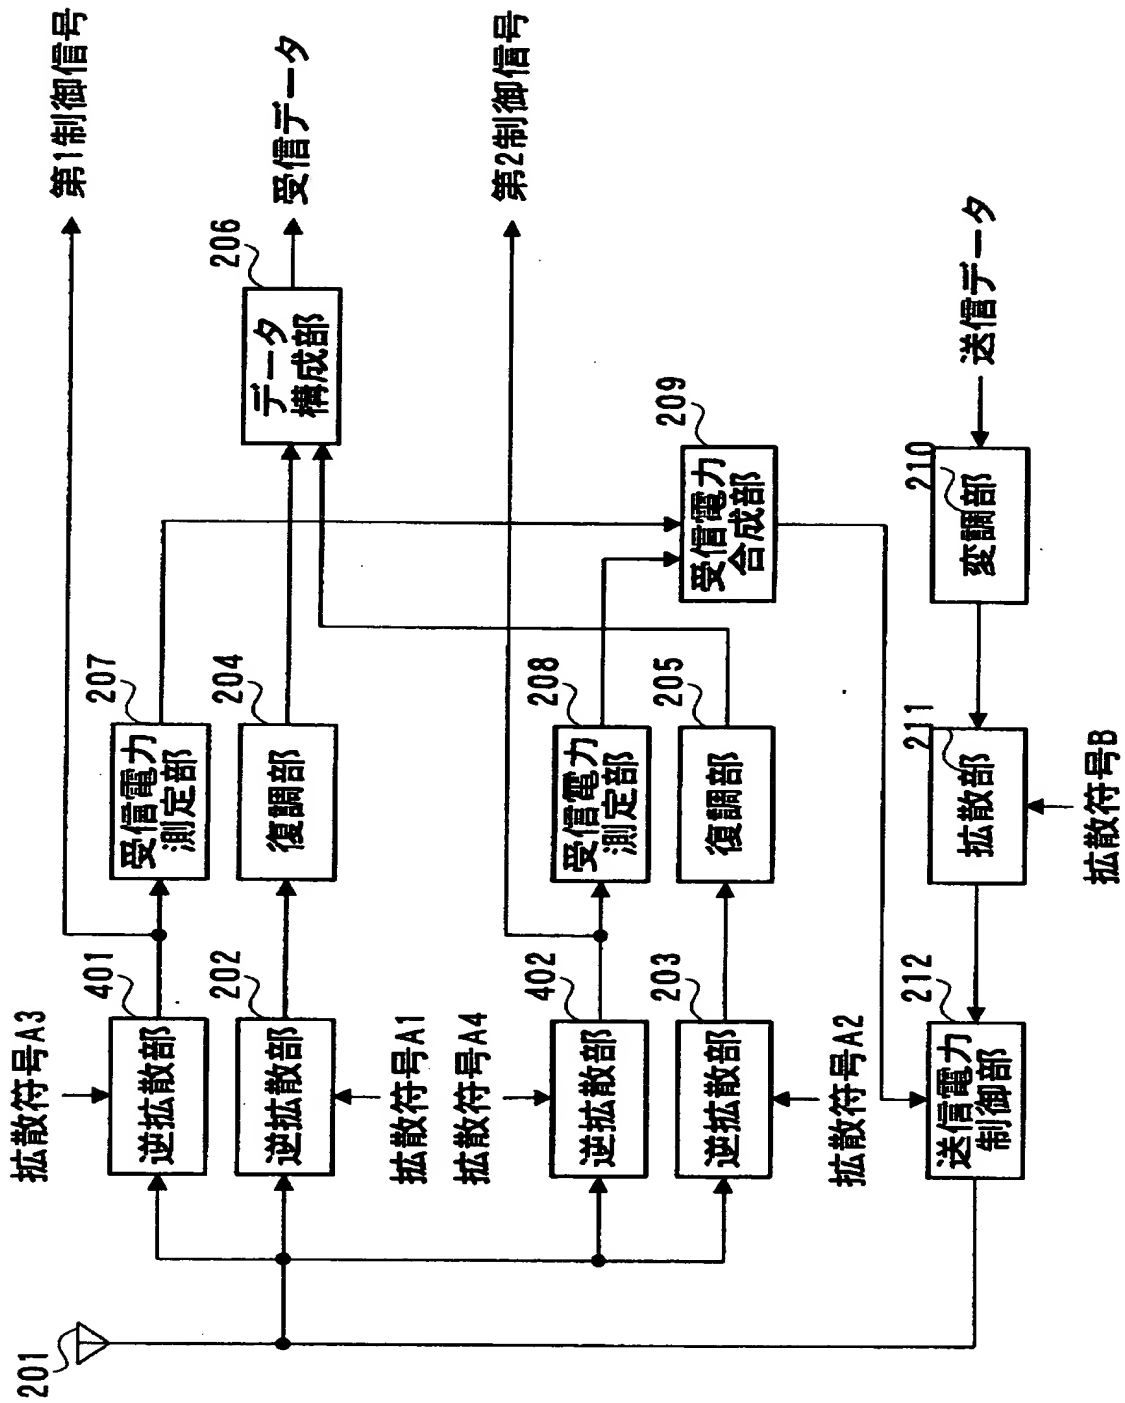 201
拡散符号A3
401
逆拡散部
207
受信電力
測定部
第1制御信号
202
逆拡散部
拡散符号A1
204
復調部
206
データ
構成部
受信データ
拡散符号A4
402
逆拡散部
208
受信電力
測定部
第2制御信号
203
逆拡散部
拡散符号A2
205
復調部
209
受信電力
合成部
212
送信電力
制御部
211
拡散部
拡散符号B
210
変調部
送信データ